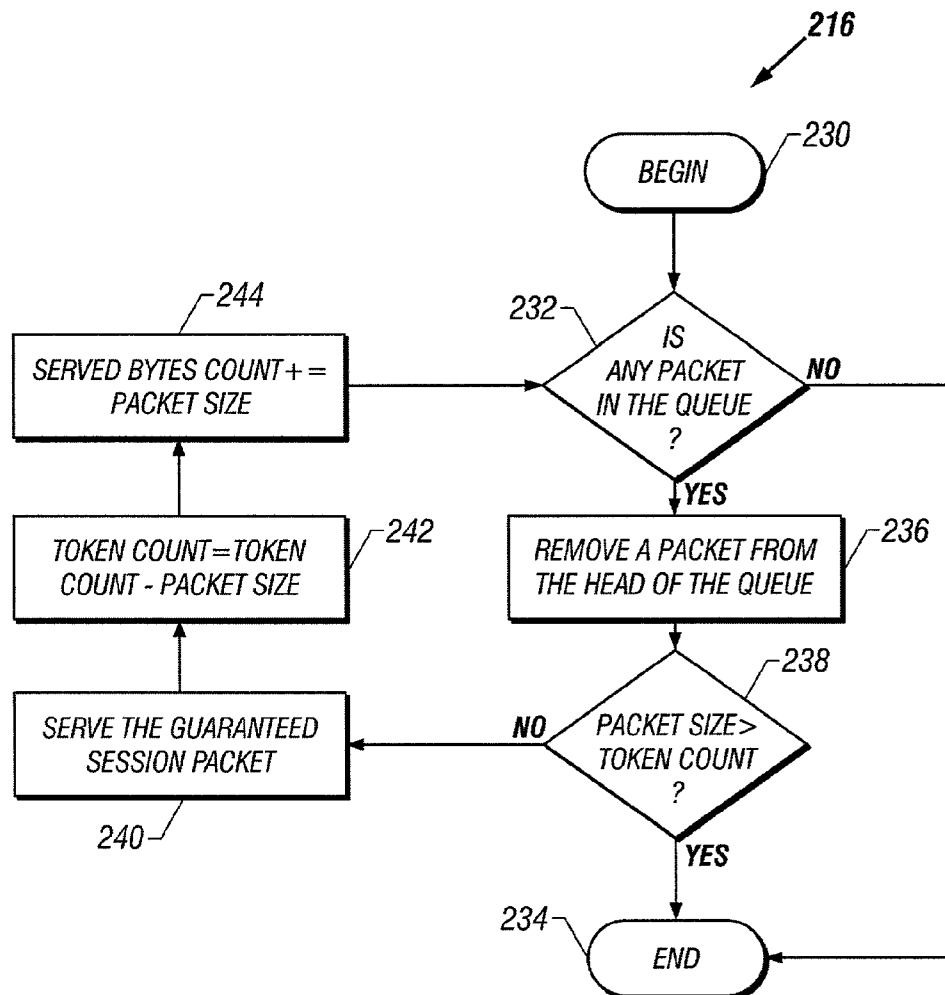 216
BEGIN
230
244
232
IS
ANY PACKET
IN THE QUEUE
?
NO
SERVED BYTES COUNT+=
PACKET SIZE
YES
TOKEN COUNT=TOKEN
COUNT - PACKET SIZE
242
REMOVE A PACKET FROM
THE HEAD OF THE QUEUE
236
238
SERVE THE GUARANTEED
SESSION PACKET
NO
PACKET SIZE>
TOKEN COUNT
?
240
YES
234
END